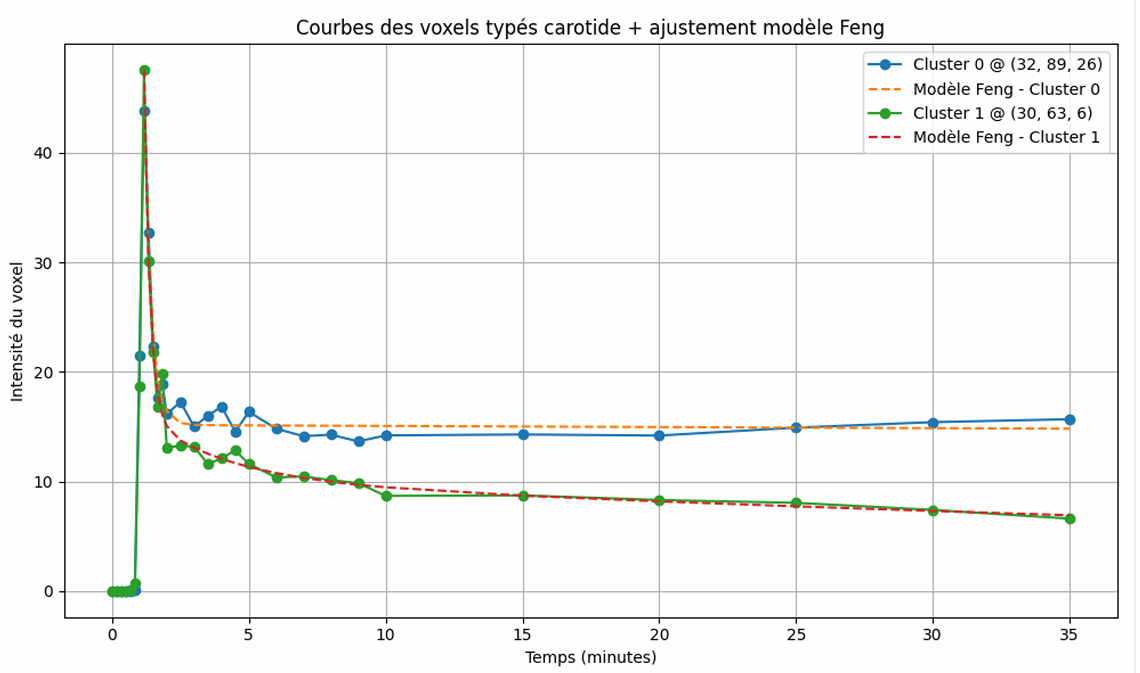 Courbes des voxels typés carotide + ajustement modèle Feng
Cluster 0 @ (32, 89, 26)
Modèle Feng - Cluster 0
Cluster 1 @ (30, 63, 6)
Modèle Feng - Cluster 1
Intensité du voxel
40
30
20
10
0
0 5 10 15 20 25 30 35
Temps (minutes)